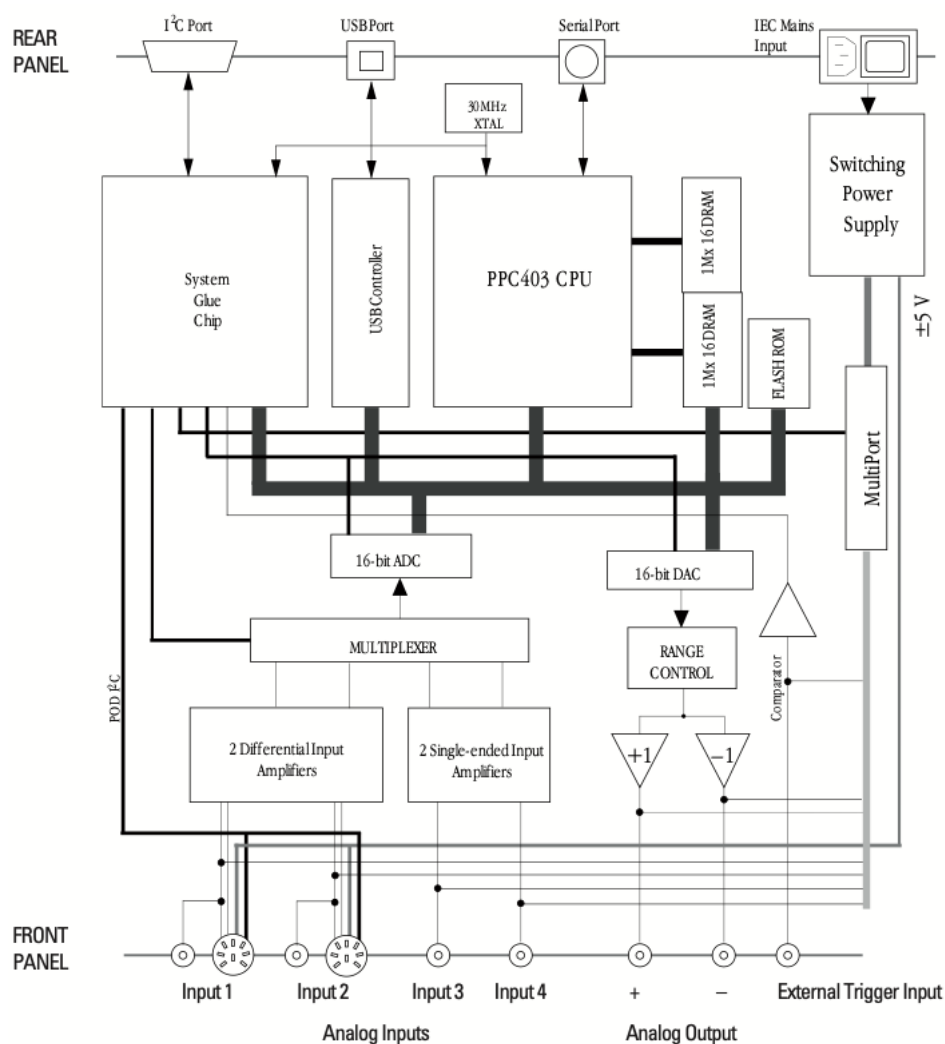 I²C Port
USB Port
Serial Port
IEC Mains
Input
REAR
PANEL
30 MHz
XTAL
Switching
Power
Supply
System
Glue
Chip
USB Controller
PPC403 CPU
1Mx 16 DRAM
1Mx 16 DRAM
FLASH ROM
±5 V
MultiPort
16-bit ADC
16-bit DAC
MULTIPLEXER
RANGE
CONTROL
Comparator
POD I²C
2 Differential Input
Amplifiers
2 Single-ended Input
Amplifiers
+1
−1
FRONT
PANEL
Input 1
Input 2
Input 3
Input 4
+
−
External Trigger Input
Analog Inputs
Analog Output